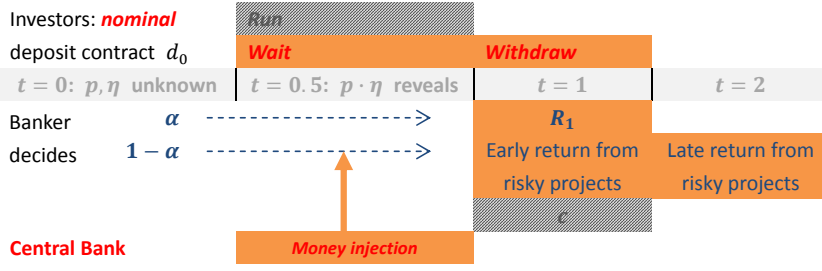 Investors: nominal Run
deposit contract d₀ Wait Withdraw
t = 0: p, η unknown t = 0.5: p · η reveals t = 1 t = 2
Banker α R₁
decides 1 − α Early return from Late return from
risky projects risky projects
c
Central Bank Money injection